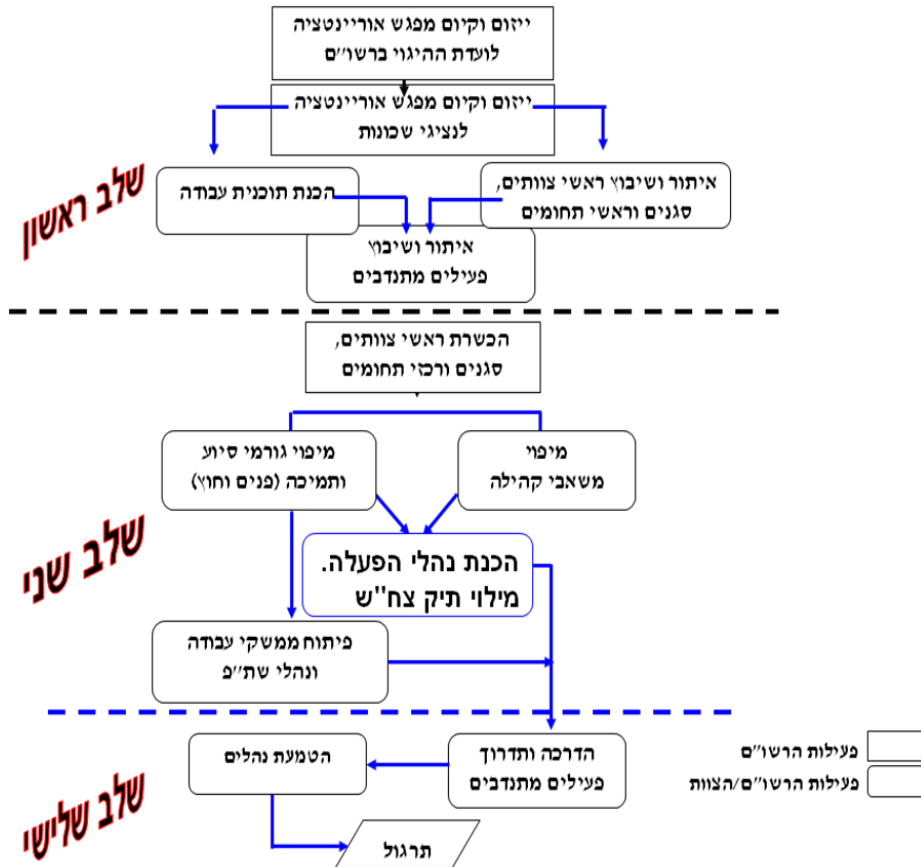 ייזום וקיום מפגש אוריינטציה
לועדת ההיגוי ברשו"ם
ייזום וקיום מפגש אוריינטציה
לנציגי שכונות
שלב ראשון
איתור ושיבוץ ראשי צוותים,
סגנים וראשי תחומים
הכנת תוכנית עבודה
איתור ושיבוץ
פעילים מתנדבים
הכשרת ראשי צוותים,
סגנים ורכזי תחומים
שלב שני
מיפוי
משאבי קהילה
מיפוי גורמי סיוע
ותמיכה (פנים וחוץ)
הכנת נהלי הפעלה.
מילוי תיק צח"ש
פיתוח ממשקי עבודה
ונהלי שת"פ
שלב שלישי
הדרכה ותדרוך
פעילים מתנדבים
הטמעת נהלים
תרגול
פעילות הרשו"ם
פעילות הרשו"ם/הצוות